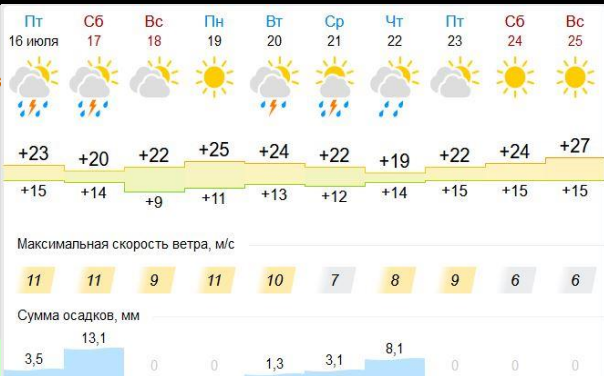 Пт Сб Вс Пн Вт Ср Чт Пт Сб Вс
16 июля 17 18 19 20 21 22 23 24 25
+23 +20 +22 +25 +24 +22 +19 +22 +24 +27
+15 +14 +9 +11 +13 +12 +14 +15 +15 +15
Максимальная скорость ветра, м/с
11 11 9 11 10 7 8 9 6 6
Сумма осадков, мм
3,5 13,1 0 0 1,3 3,1 8,1 0 0 0